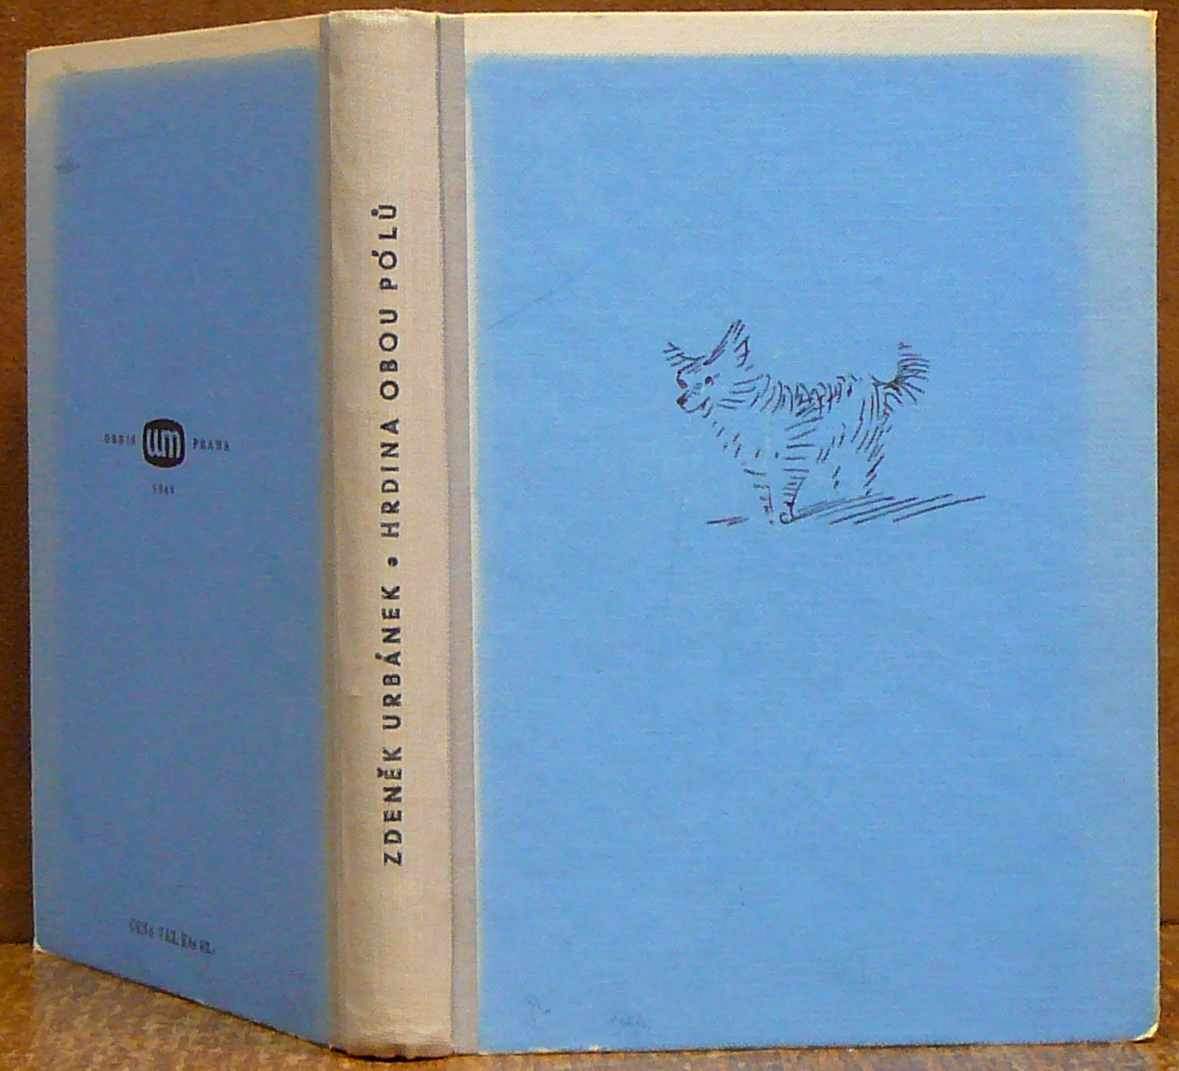 ZDENĚK URBÁNEK • HRDINA OBOU PÓLŮ
ORBIS um PRAHA